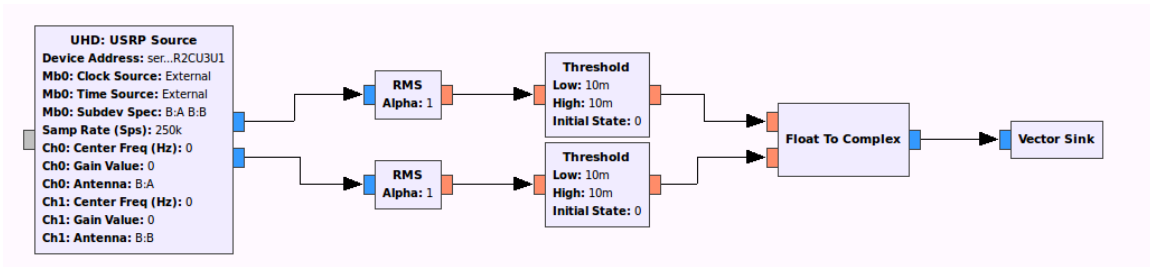 UHD: USRP Source
Device Address: ser...R2CU3U1
Mb0: Clock Source: External
Mb0: Time Source: External
Mb0: Subdev Spec: B:A B:B
Samp Rate (Sps): 250k
Ch0: Center Freq (Hz): 0
Ch0: Gain Value: 0
Ch0: Antenna: B:A
Ch1: Center Freq (Hz): 0
Ch1: Gain Value: 0
Ch1: Antenna: B:B
RMS
Alpha: 1
RMS
Alpha: 1
Threshold
Low: 10m
High: 10m
Initial State: 0
Threshold
Low: 10m
High: 10m
Initial State: 0
Float To Complex
Vector Sink